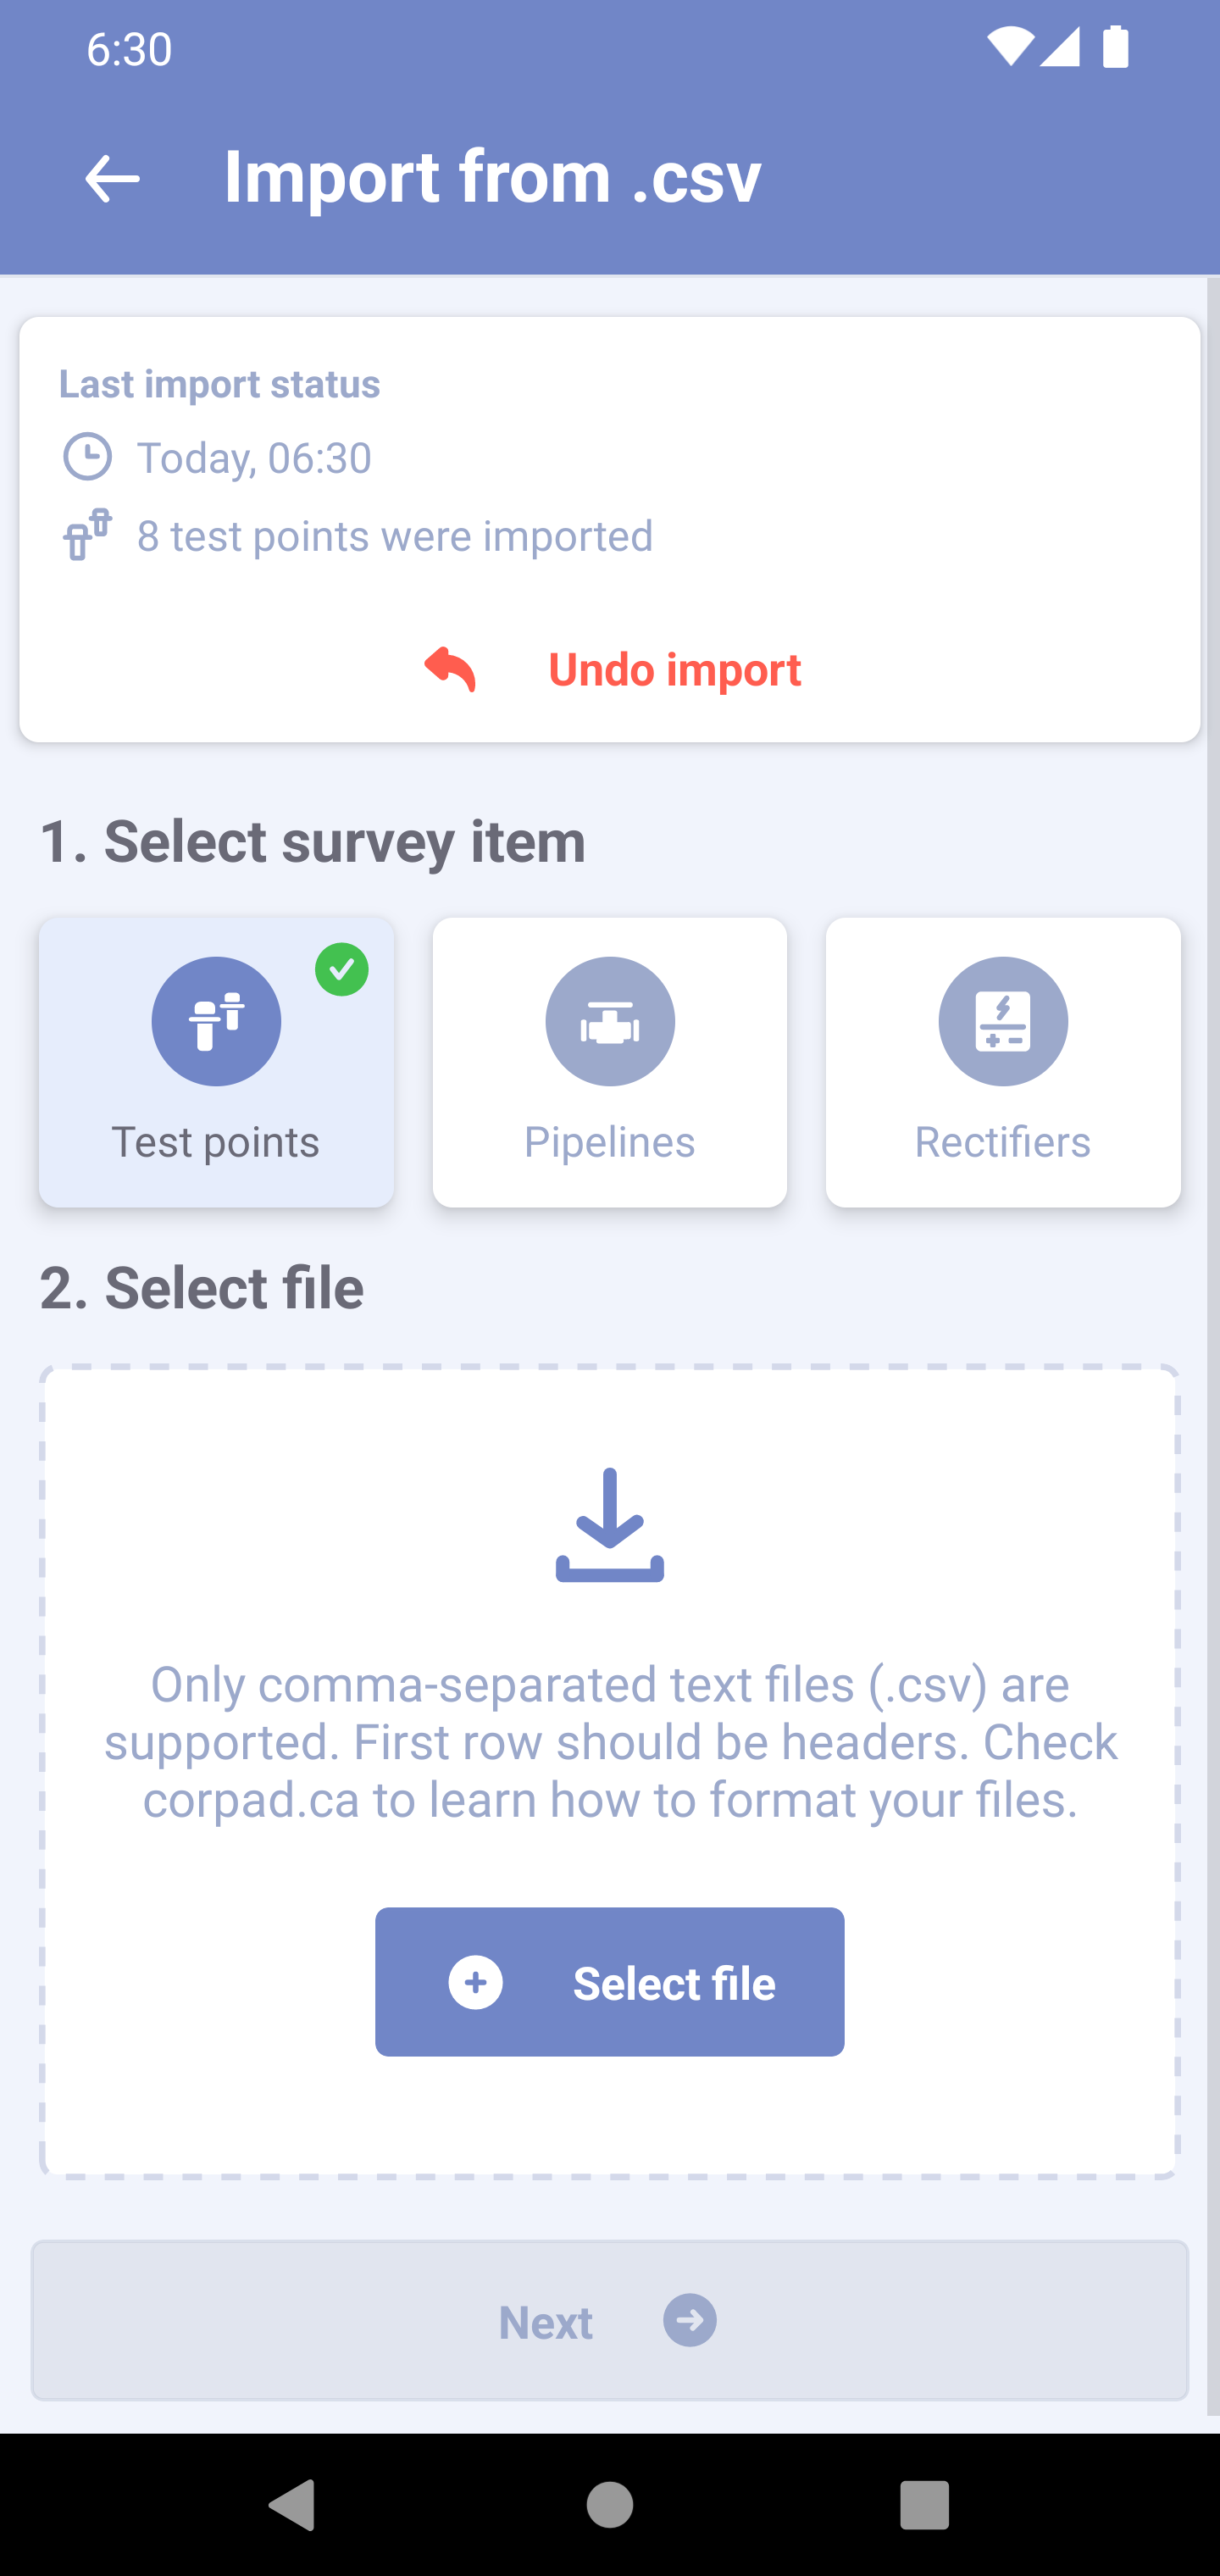 6:30
Import from .csv
Last import status
Today, 06:30
8 test points were imported
Undo import
1. Select survey item
Test points
Pipelines
Rectifiers
2. Select file
Only comma-separated text files (.csv) are
supported. First row should be headers. Check
corpad.ca to learn how to format your files.
Select file
Next